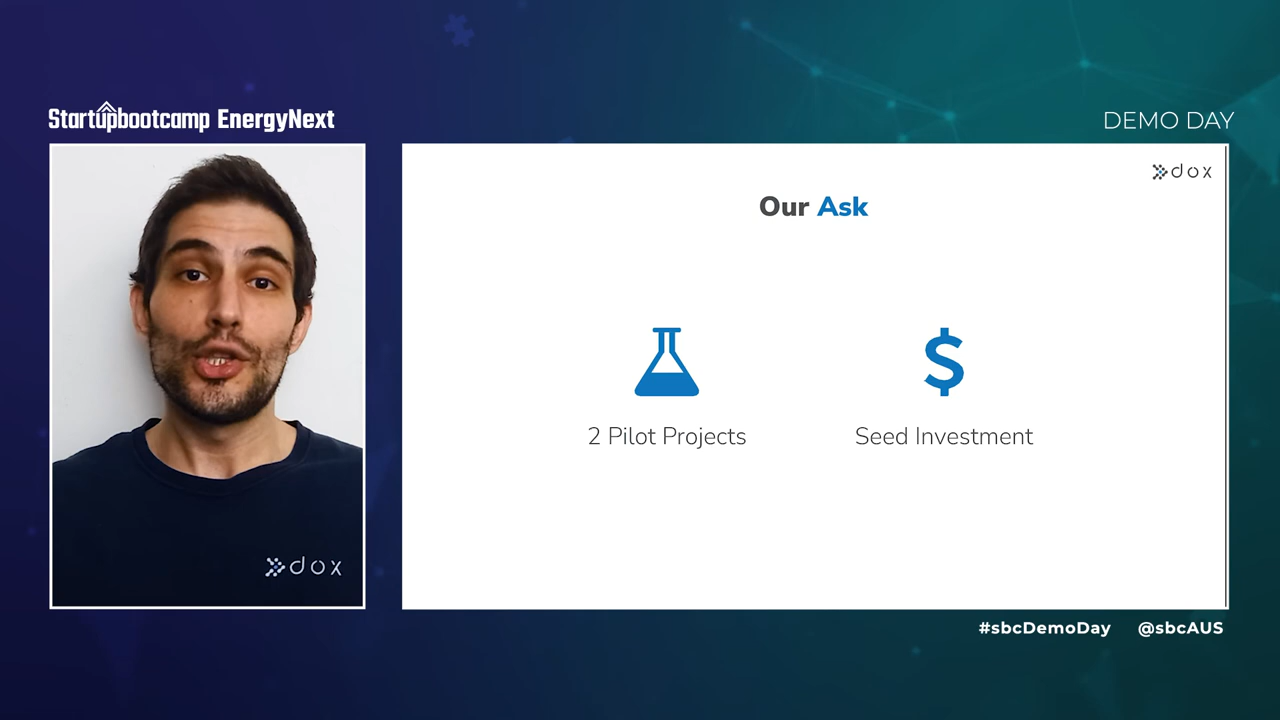 Startupbootcamp EnergyNext
DEMO DAY
dox
Our Ask
$
2 Pilot Projects
Seed Investment
dox
#sbcDemoDay @sbcAUS